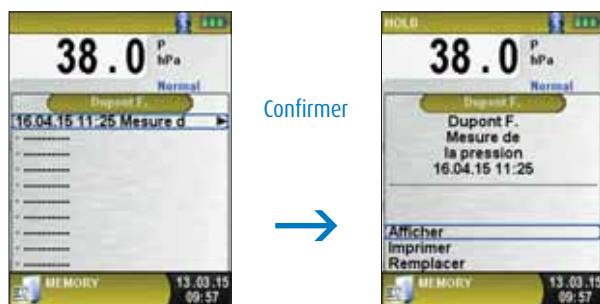 38.0 P
hPa
Normal
Dupont F.
16.04.15 11:25 Mesure d
MEMORY 13.03.15
09:57
Confirmer
HOLD
38.0 P
hPa
Normal
Dupont F.
Dupont F.
Mesure de
la pression
16.04.15 11:25
Afficher
Imprimer
Remplacer
MEMORY 13.03.15
09:57